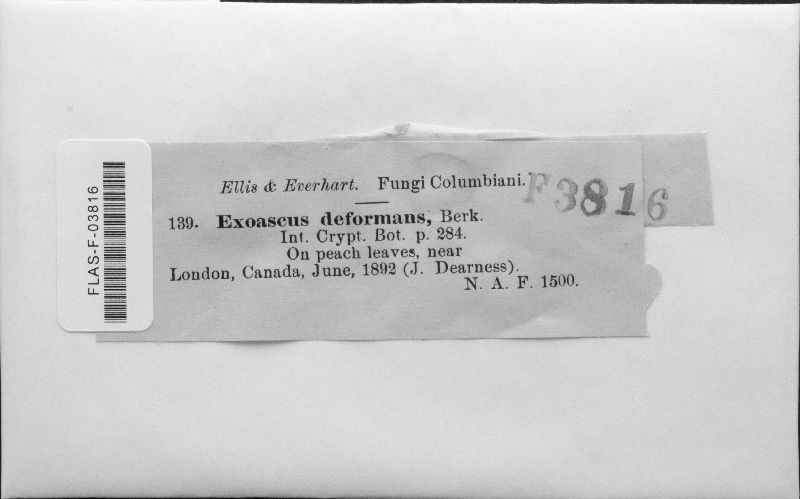 FLAS-F-03816
Ellis & Everhart. Fungi Columbiani.
F3816
139. Exoascus deformans, Berk.
Int. Crypt. Bot. p. 284.
On peach leaves, near
London, Canada, June, 1892 (J. Dearness).
N. A. F. 1500.